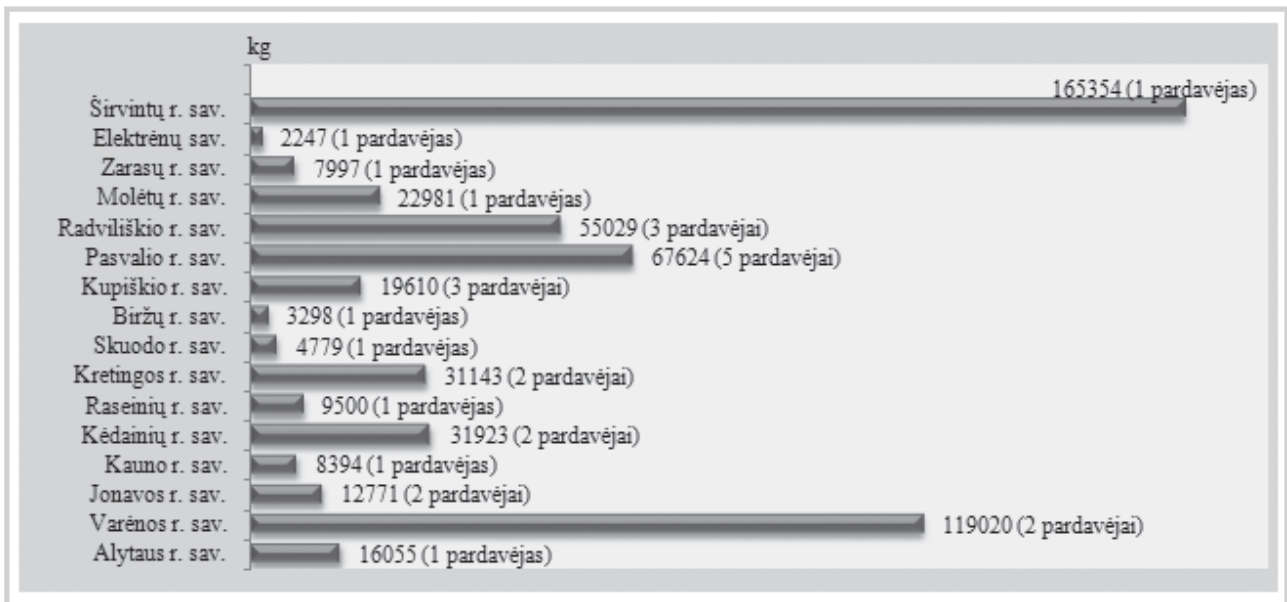 kg
Širvintų r. sav. 165354 (1 pardavėjas)
Elektrėnų sav. 2247 (1 pardavėjas)
Zarasų r. sav. 7997 (1 pardavėjas)
Molėtų r. sav. 22981 (1 pardavėjas)
Radviliškio r. sav. 55029 (3 pardavėjai)
Pasvalio r. sav. 67624 (5 pardavėjai)
Kupiškio r. sav. 19610 (3 pardavėjai)
Biržų r. sav. 3298 (1 pardavėjas)
Skuodo r. sav. 4779 (1 pardavėjas)
Kretingos r. sav. 31143 (2 pardavėjai)
Raseinių r. sav. 9500 (1 pardavėjas)
Kėdainių r. sav. 31923 (2 pardavėjai)
Kauno r. sav. 8394 (1 pardavėjas)
Jonavos r. sav. 12771 (2 pardavėjai)
Varėnos r. sav. 119020 (2 pardavėjai)
Alytaus r. sav. 16055 (1 pardavėjas)